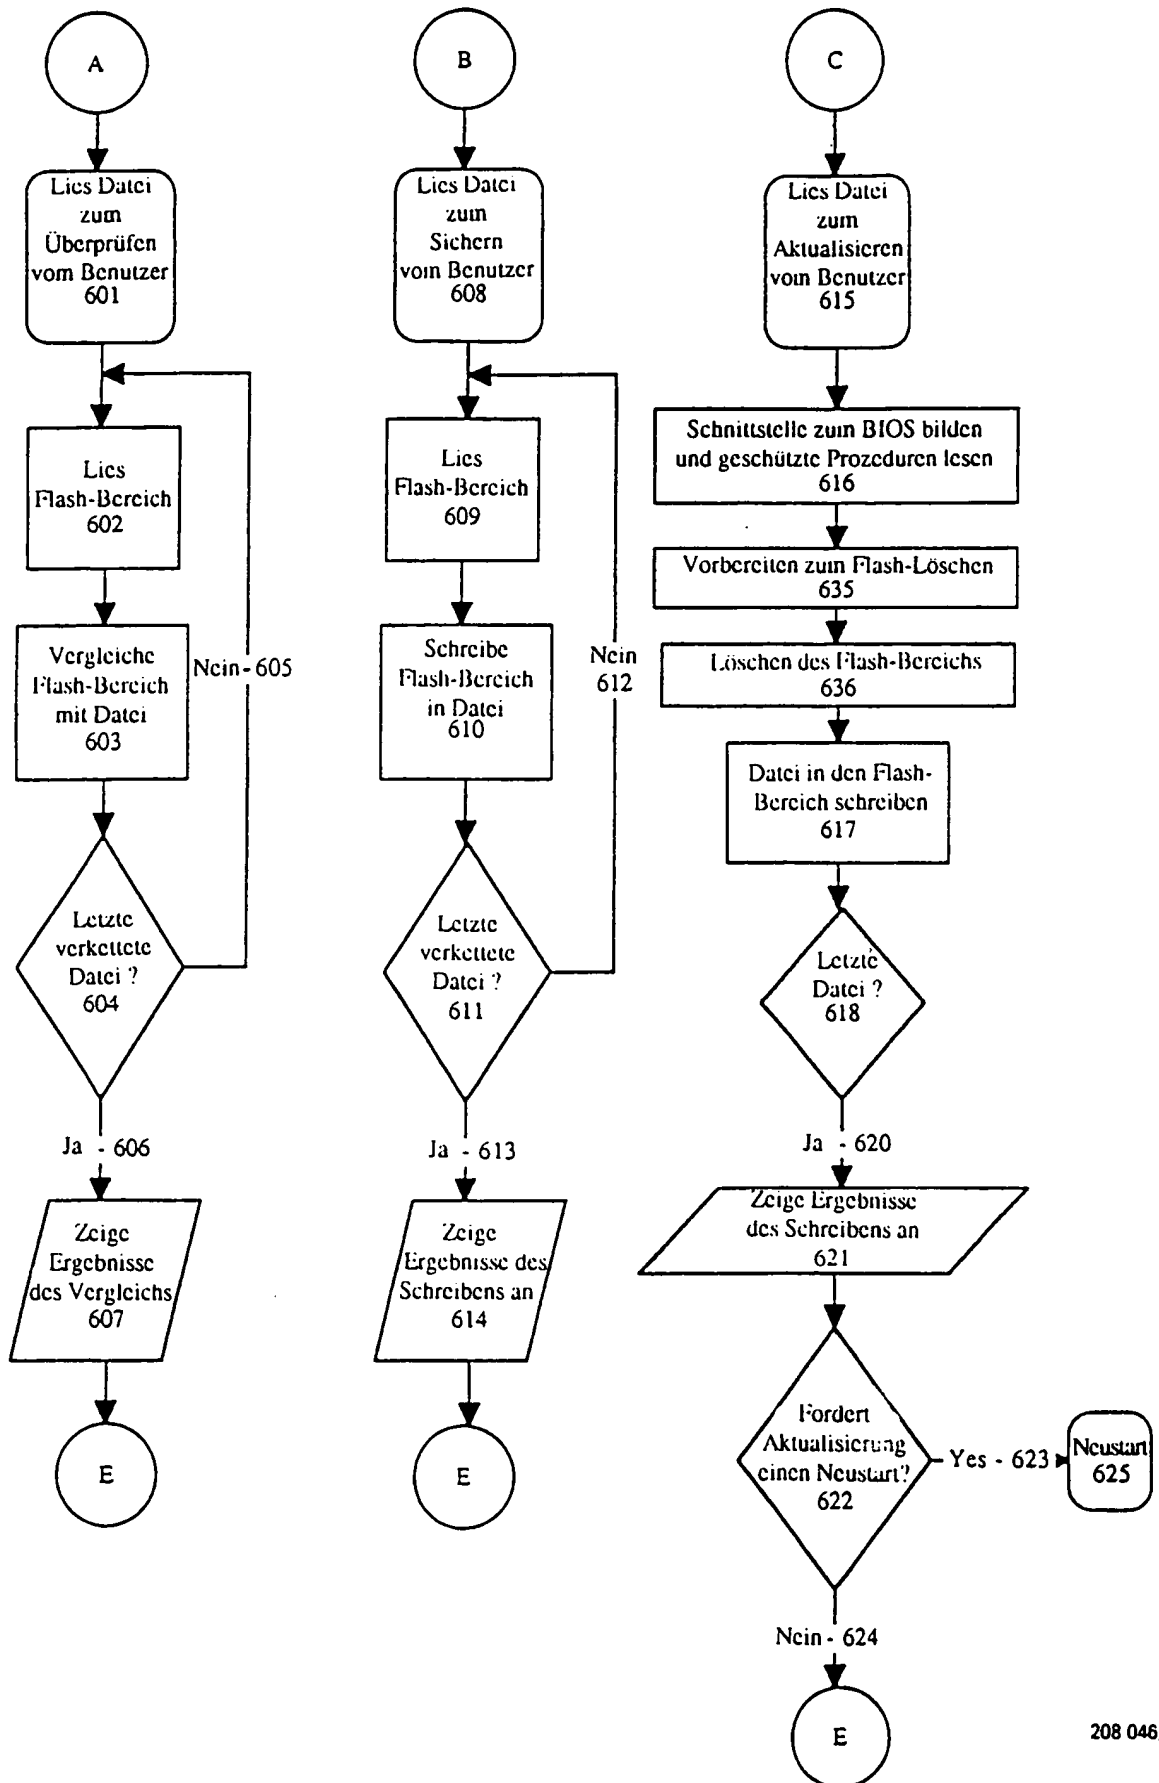 A
Lies Datei
zum
Überprüfen
vom Benutzer
601
Lies
Flash-Bereich
602
Vergleiche
Flash-Bereich
mit Datei
603
Nein - 605
Letzte
verkettete
Datei ?
604
Ja - 606
Zeige
Ergebnisse
des Vergleichs
607
E
B
Lies Datei
zum
Sichern
vom Benutzer
608
Lies
Flash-Bereich
609
Schreibe
Flash-Bereich
in Datei
610
Nein
612
Letzte
verkettete
Datei ?
611
Ja - 613
Zeige
Ergebnisse des
Schreibens an
614
E
C
Lies Datei
zum
Aktualisieren
vom Benutzer
615
Schnittstelle zum BIOS bilden
und geschützte Prozeduren lesen
616
Vorbereiten zum Flash-Löschen
635
Löschen des Flash-Bereichs
636
Datei in den Flash-
Bereich schreiben
617
Letzte
Datei ?
618
Ja - 620
Zeige Ergebnisse
des Schreibens an
621
Fordert
Aktualisierung
einen Neustart?
622
Yes - 623
Neustart
625
Nein - 624
E
208 046